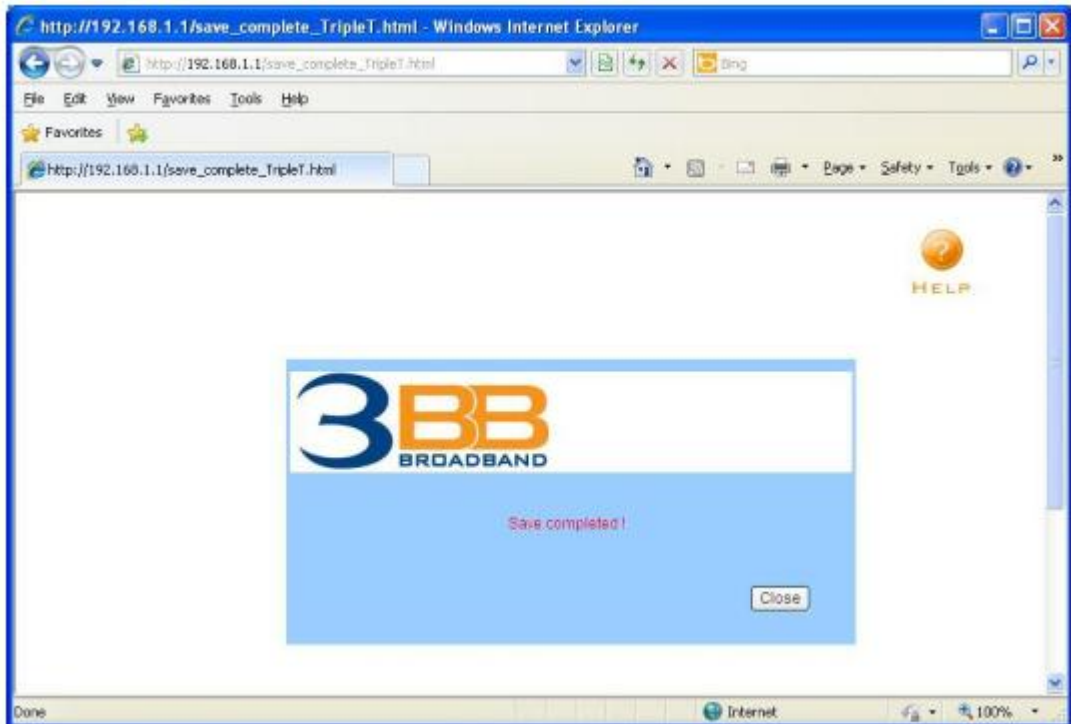 http://192.168.1.1/save_complete_TripleT.html - Windows Internet Explorer
http://192.168.1.1/save_complete_TripleT.html
Bing
File Edit View Favorites Tools Help
Favorites
http://192.168.1.1/save_complete_TripleT.html
Page Safety Tools
HELP
3BB
BROADBAND
Save completed !
Close
Done
Internet
100%